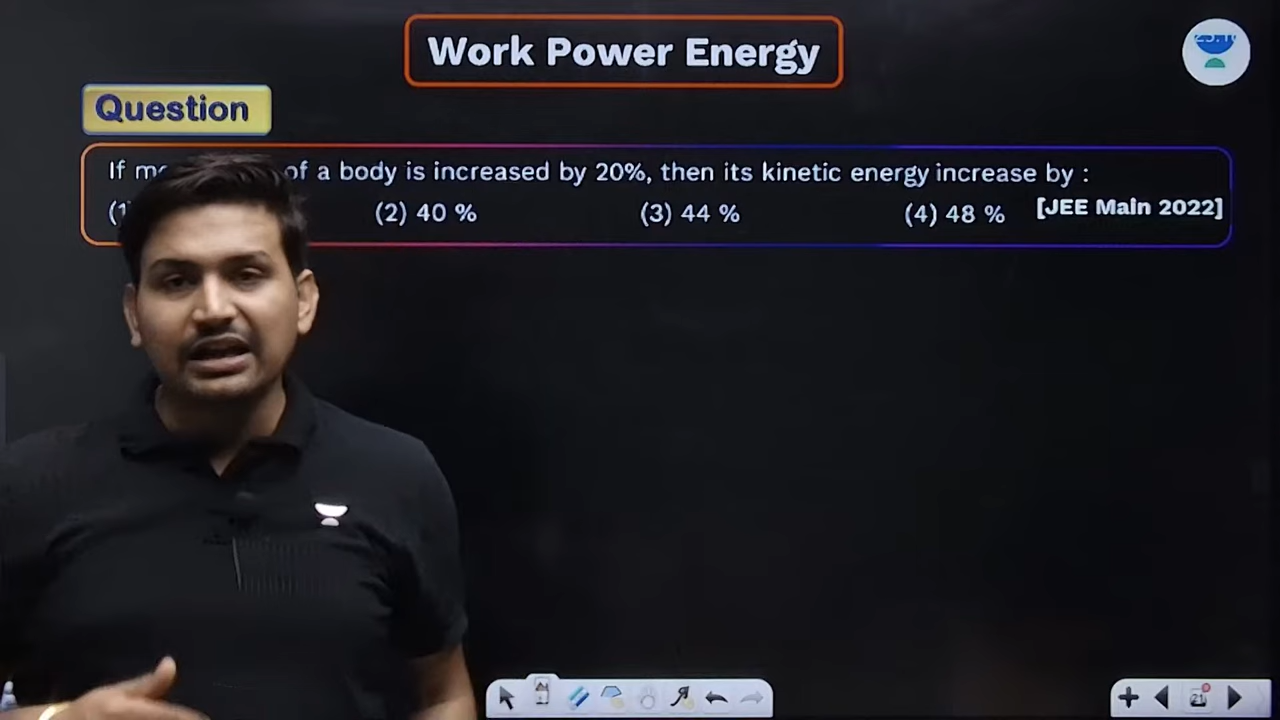 Work Power Energy
Question
If of a body is increased by 20%, then its kinetic energy increase by :
(2) 40 % (3) 44 % (4) 48 % [JEE Main 2022]
21